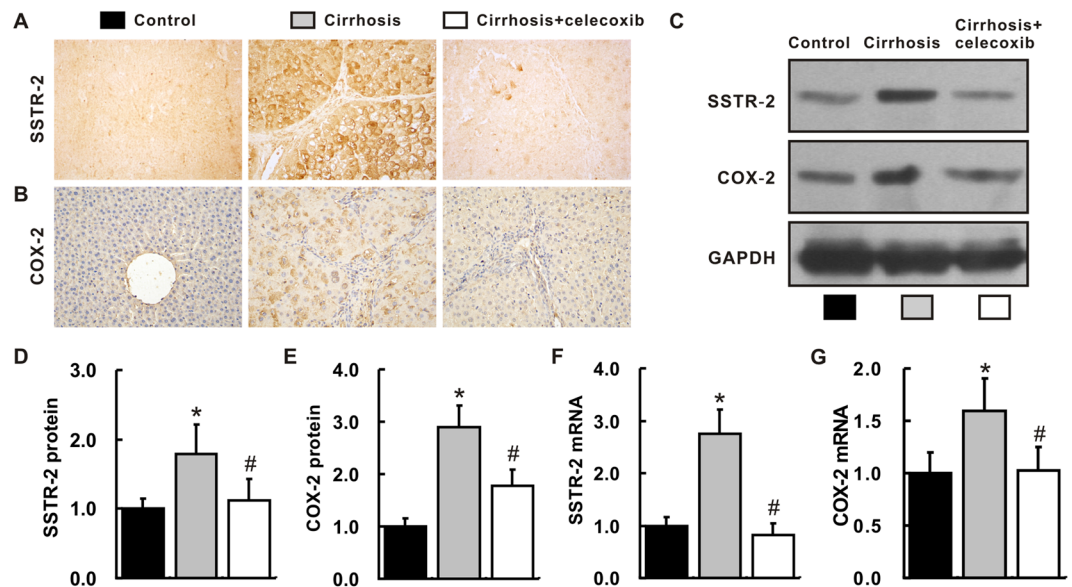 A
Control
Cirrhosis
Cirrhosis+celecoxib
SSTR-2
B
COX-2
C
Control
Cirrhosis
Cirrhosis+
celecoxib
SSTR-2
COX-2
GAPDH
D
SSTR-2 protein
3.0
2.0
1.0
0.0
*
#
E
COX-2 protein
4.0
3.0
2.0
1.0
0.0
*
#
F
SSTR-2 mRNA
4.0
3.0
2.0
1.0
0.0
*
#
G
COX-2 mRNA
2.0
1.5
1.0
0.5
0.0
*
#